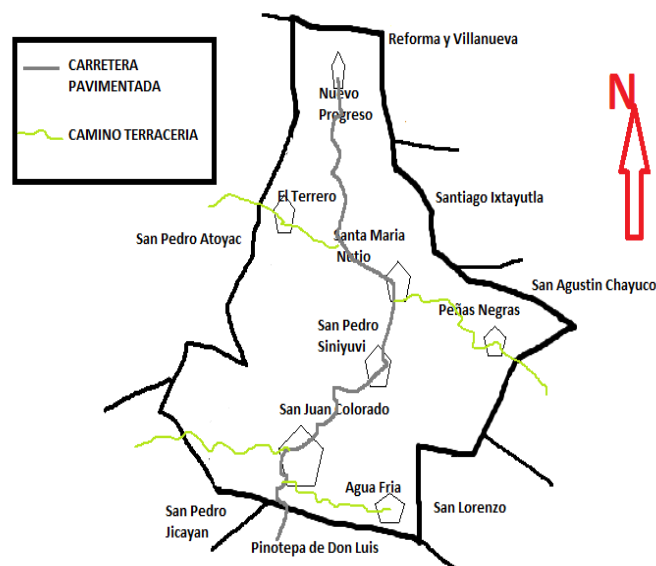 Reforma y Villanueva
CARRETERA
PAVIMENTADA
CAMINO TERRACERIA
N
Nuevo
Progreso
El Terrero
Santiago Ixtayutla
San Pedro Atoyac
Santa Maria
Nutio
San Agustin Chayuco
Peñas Negras
San Pedro
Siniyuvi
San Juan Colorado
Agua Fria
San Lorenzo
San Pedro
Jicayan
Pinotepa de Don Luis